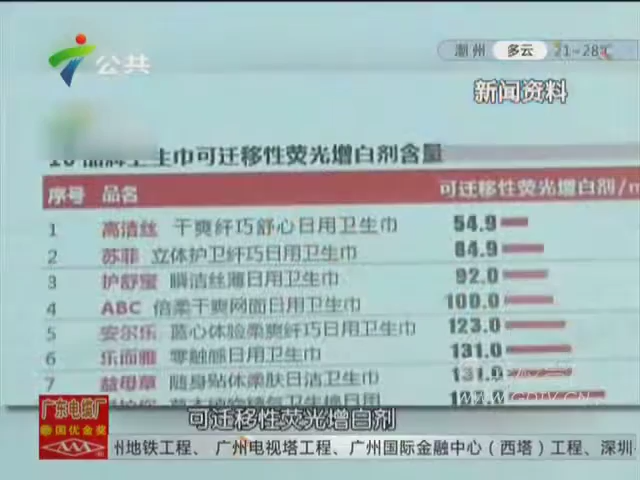 公共
潮州 多云 21-28℃
新闻资料
品牌卫生巾可迁移性荧光增白剂含量
序号 品名 可迁移性荧光增白剂/m
1 高洁丝 干爽纤巧舒心日用卫生巾 54.9
2 苏菲 立体护卫纤巧日用卫生巾 84.9
3 护舒宝 瞬洁丝薄日用卫生巾 92.0
4 ABC 倍柔干爽网面日用卫生巾 100.0
5 安尔乐 蓝心体验柔爽纤巧日用卫生巾 123.0
6 乐而雅 零触感日用卫生巾 131.0
7 益母草 随身贴体柔肤日洁卫生巾 131.9
WWW.GDTV.CN
可迁移性荧光增白剂
广东电缆厂
国优金奖
州地铁工程、广州电视塔工程、广州国际金融中心（西塔）工程、深圳